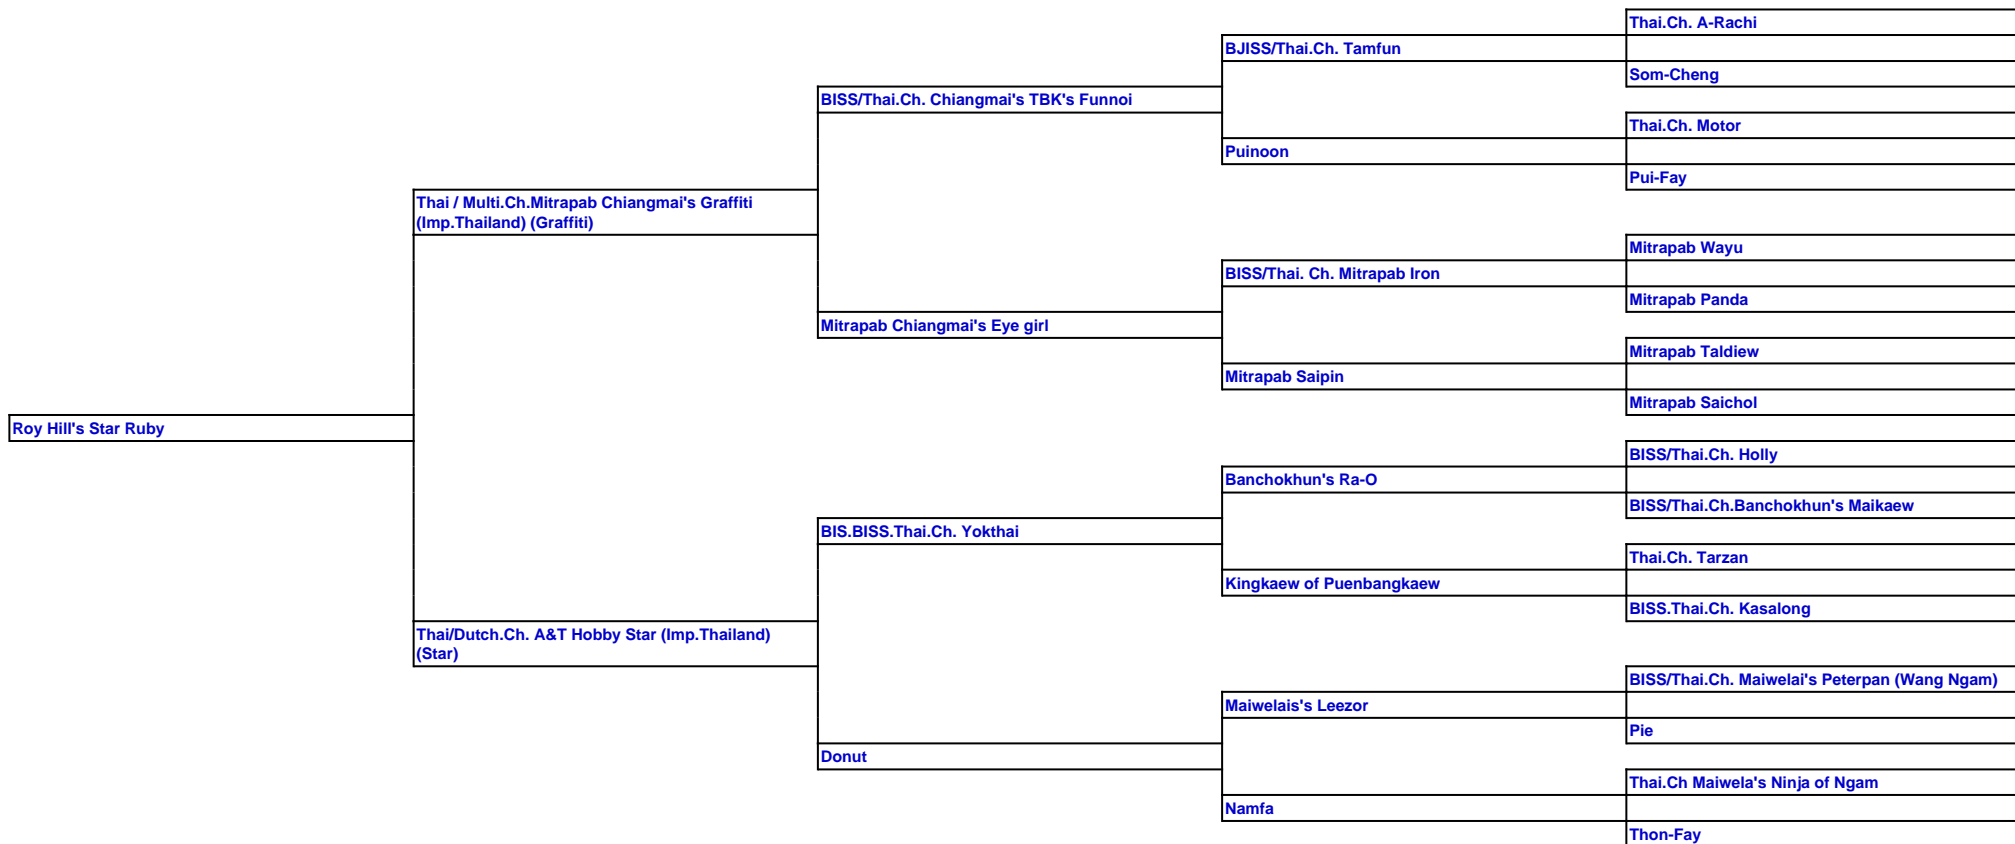 Thai.Ch. A-Rachi
BJISS/Thai.Ch. Tamfun
Som-Cheng
BISS/Thai.Ch. Chiangmai's TBK's Funnoi
Thai.Ch. Motor
Puinoon
Pui-Fay
Thai / Multi.Ch.Mitrapab Chiangmai's Graffiti
(Imp.Thailand) (Graffiti)
Mitrapab Wayu
BISS/Thai. Ch. Mitrapab Iron
Mitrapab Panda
Mitrapab Chiangmai's Eye girl
Mitrapab Taldiew
Mitrapab Saipin
Mitrapab Saichol
Roy Hill's Star Ruby
BISS/Thai.Ch. Holly
Banchokhun's Ra-O
BISS/Thai.Ch.Banchokhun's Maikaew
BIS.BISS.Thai.Ch. Yokthai
Thai.Ch. Tarzan
Kingkaew of Puenbangkaew
BISS.Thai.Ch. Kasalong
Thai/Dutch.Ch. A&T Hobby Star (Imp.Thailand)
(Star)
BISS/Thai.Ch. Maiwelai's Peterpan (Wang Ngam)
Maiwelais's Leezor
Pie
Donut
Thai.Ch Maiwela's Ninja of Ngam
Namfa
Thon-Fay